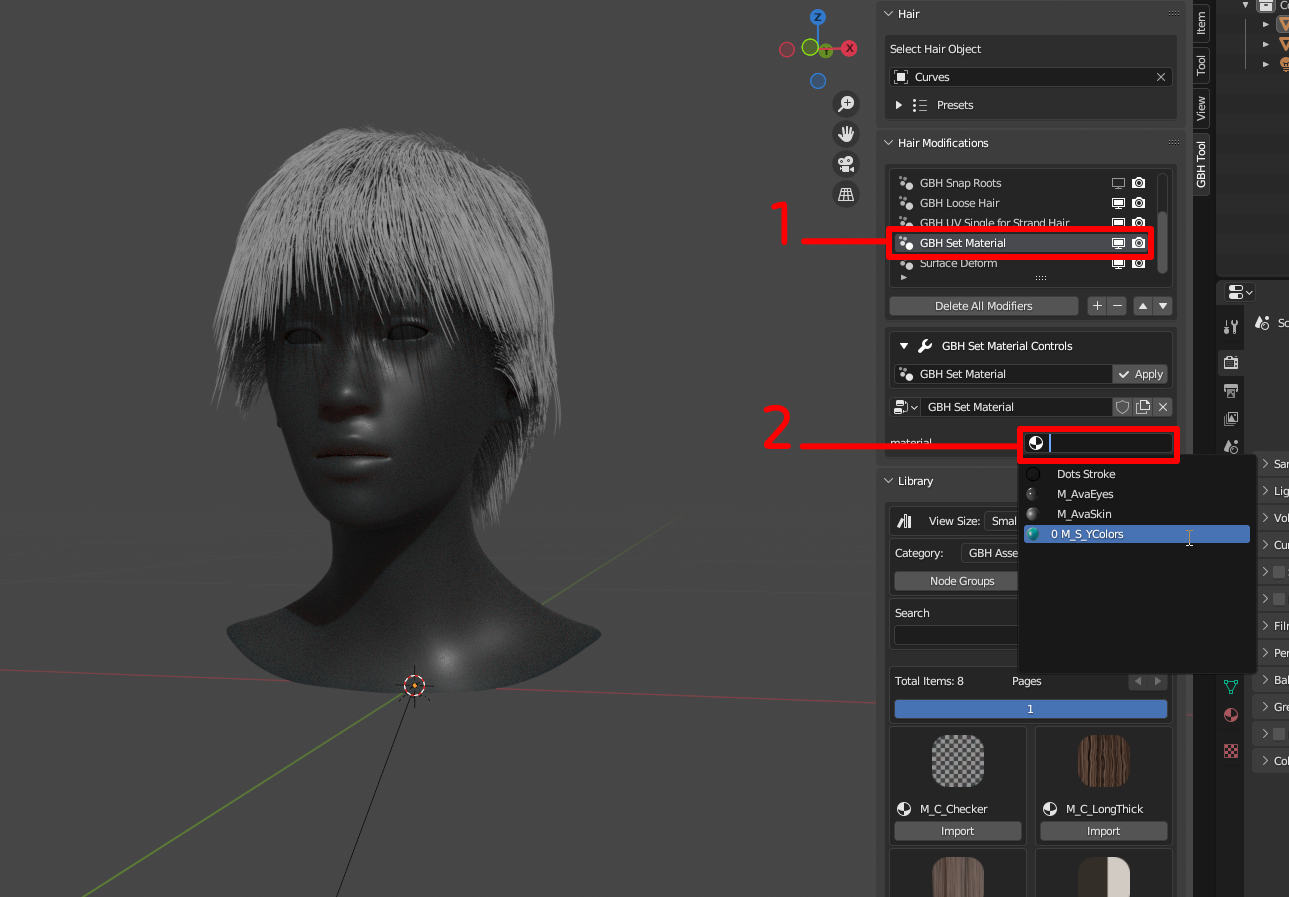 Z
X
Y
1
2
Hair
Select Hair Object
Curves
Presets
Hair Modifications
GBH Snap Roots
GBH Loose Hair
GBH UV Single for Strand Hair
GBH Set Material
Surface Deform
Delete All Modifiers
GBH Set Material Controls
GBH Set Material
Apply
GBH Set Material
material
Dots Stroke
M_AvaEyes
M_AvaSkin
0 M_S_YColors
Library
View Size: Smal
Category: GBH Asse
Node Groups
Search
Total Items: 8
Pages
1
M_C_Checker
M_C_LongThick
Import
Import
Item
Tool
View
GBH Tool
Co
Sc
Sar
Lig
Vol
Cur
Filr
Per
Bal
Gre
Col